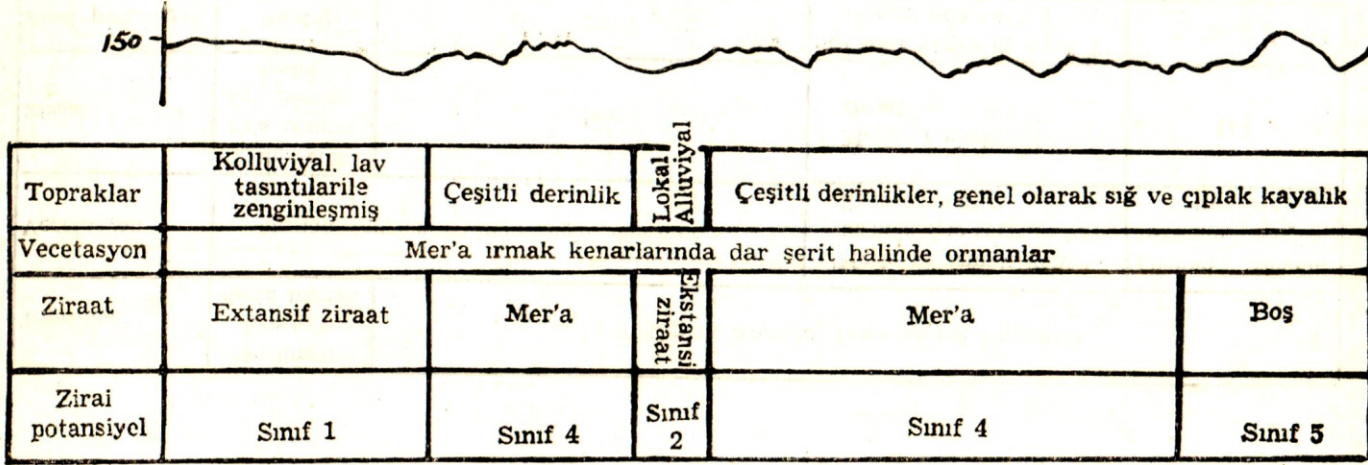 150
Topraklar
Kolluviyal. lav
tasıntılarile
zenginleşmiş
Çeşitli derinlik
Lokal
Alluviyal
Çeşitli derinlikler, genel olarak sığ ve çıplak kayalık
Vecetasyon
Mer'a ırmak kenarlarında dar şerit halinde ormanlar
Ziraat
Extansif ziraat
Mer'a
Ekstansi
ziraat
Mer'a
Boş
Zirai
potansiyel
Sınıf 1
Sınıf 4
Sınıf
2
Sınıf 4
Sınıf 5